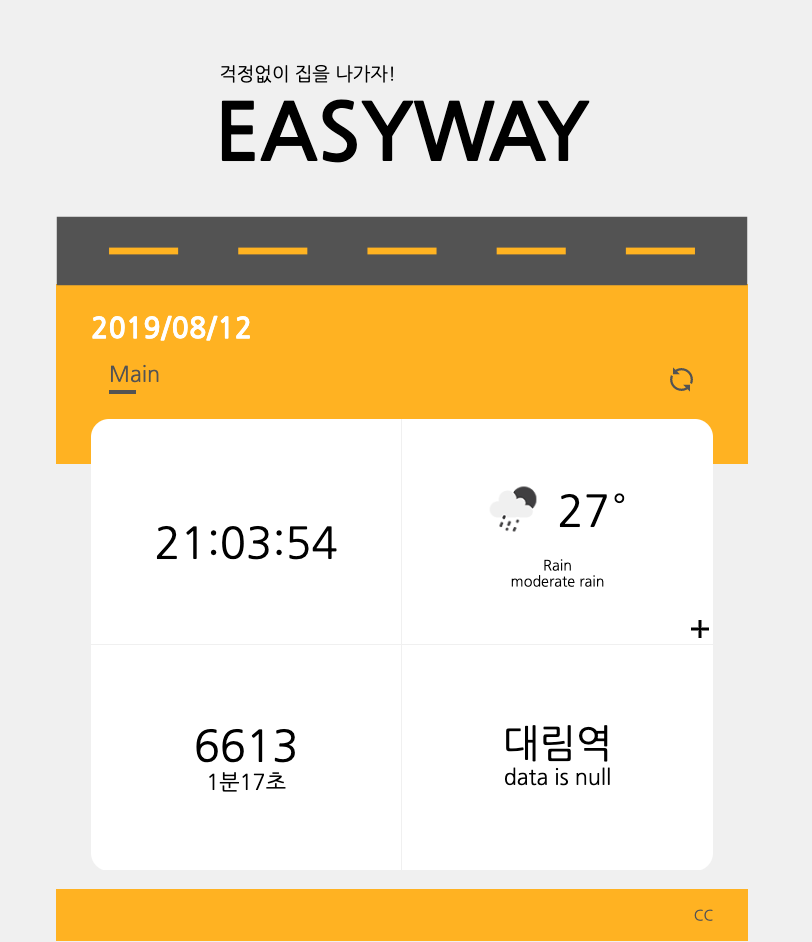 걱정없이 집을 나가자!
EASYWAY
2019/08/12
Main
21:03:54
27°
Rain
moderate rain
+
6613
1분17초
대림역
data is null
CC